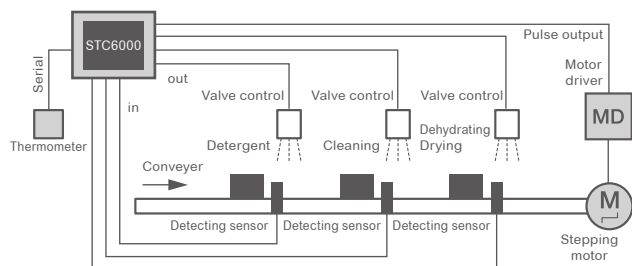 STC6000
Pulse output
Serial
out
Motor
driver
in
Valve control
Valve control
Valve control
MD
Thermometer
Detergent
Cleaning
Dehydrating
Drying
Conveyer
M
Detecting sensor
Detecting sensor
Detecting sensor
Stepping
motor